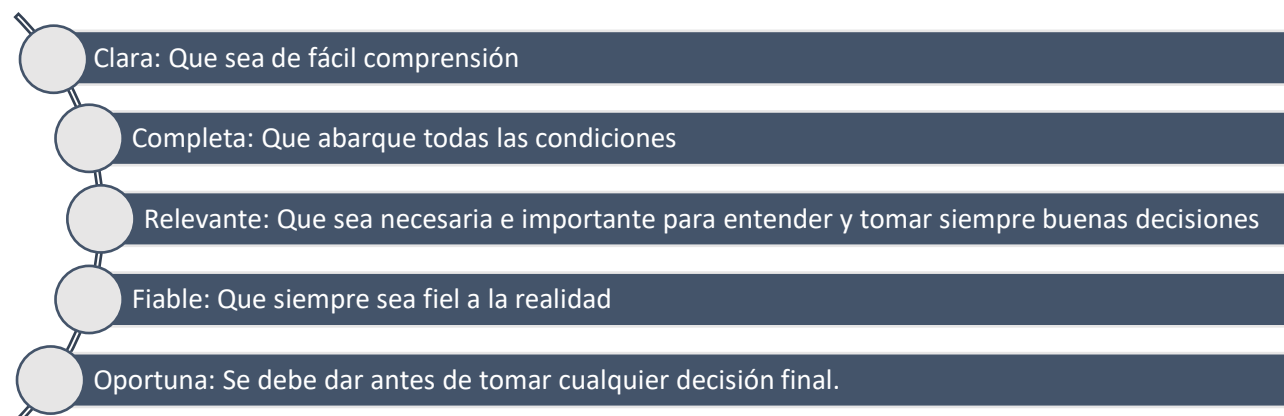 Clara: Que sea de fácil comprensión
Completa: Que abarque todas las condiciones
Relevante: Que sea necesaria e importante para entender y tomar siempre buenas decisiones
Fiable: Que siempre sea fiel a la realidad
Oportuna: Se debe dar antes de tomar cualquier decisión final.